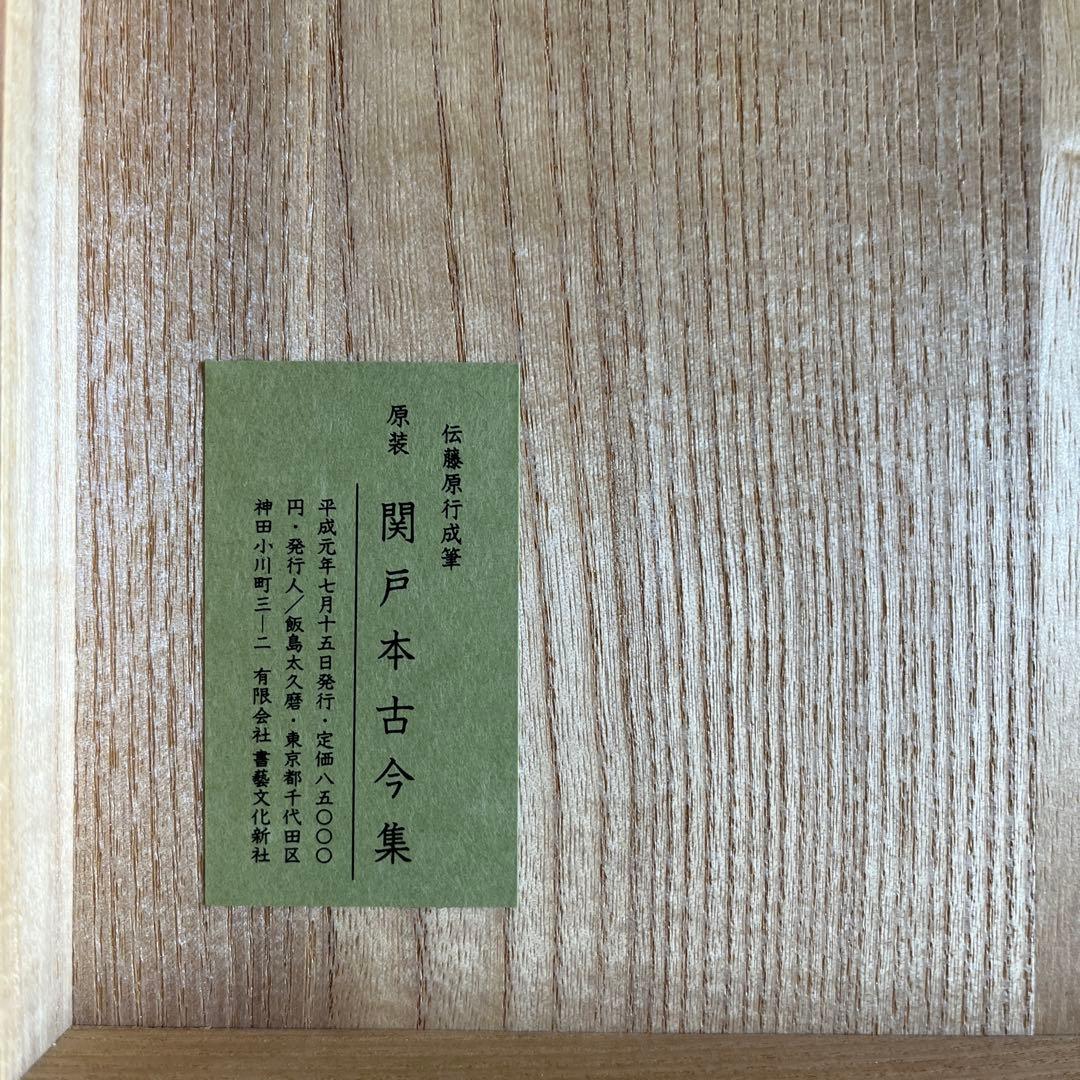 伝藤原行成筆
原装 関戸本古今集
平成元年七月十五日発行・定価八五〇〇〇
円・発行人／飯島太久磨・東京都千代田区
神田小川町三―二 有限会社 書藝文化新社